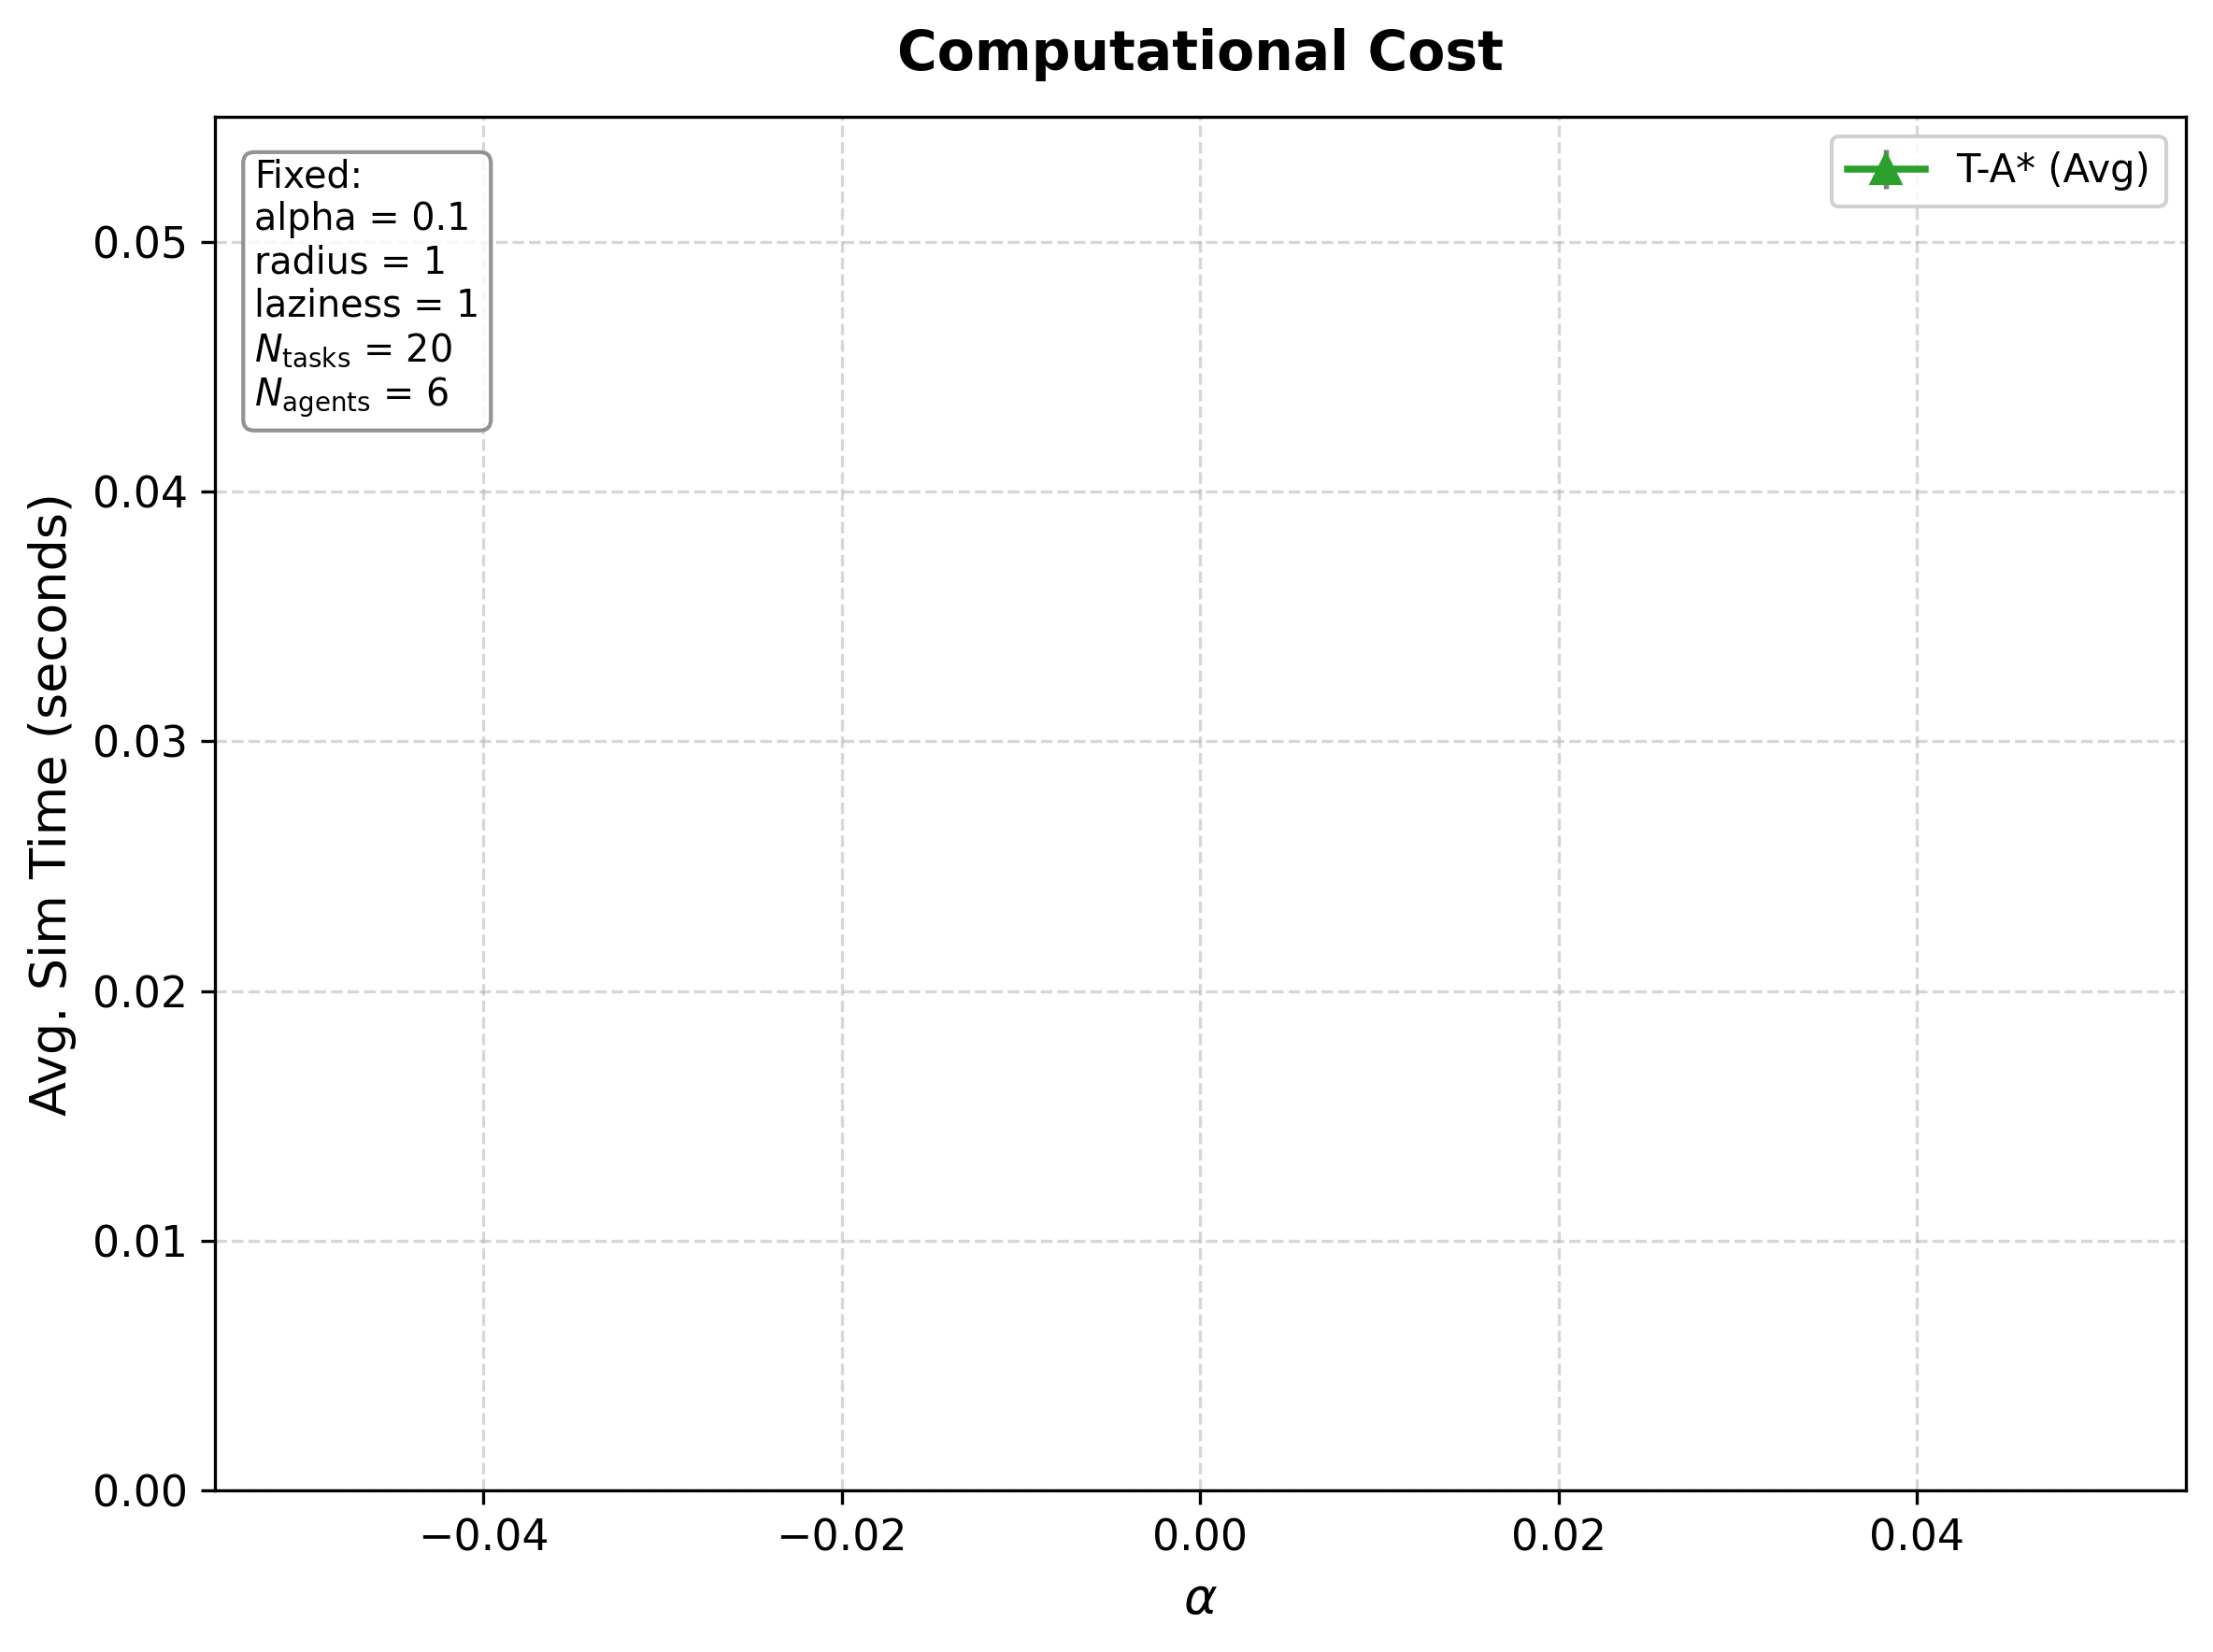 Computational Cost
Fixed:
alpha = 0.1
radius = 1
laziness = 1
N_tasks = 20
N_agents = 6
T-A* (Avg)
Avg. Sim Time (seconds)
0.05
0.04
0.03
0.02
0.01
0.00
−0.04
−0.02
0.00
0.02
0.04
α